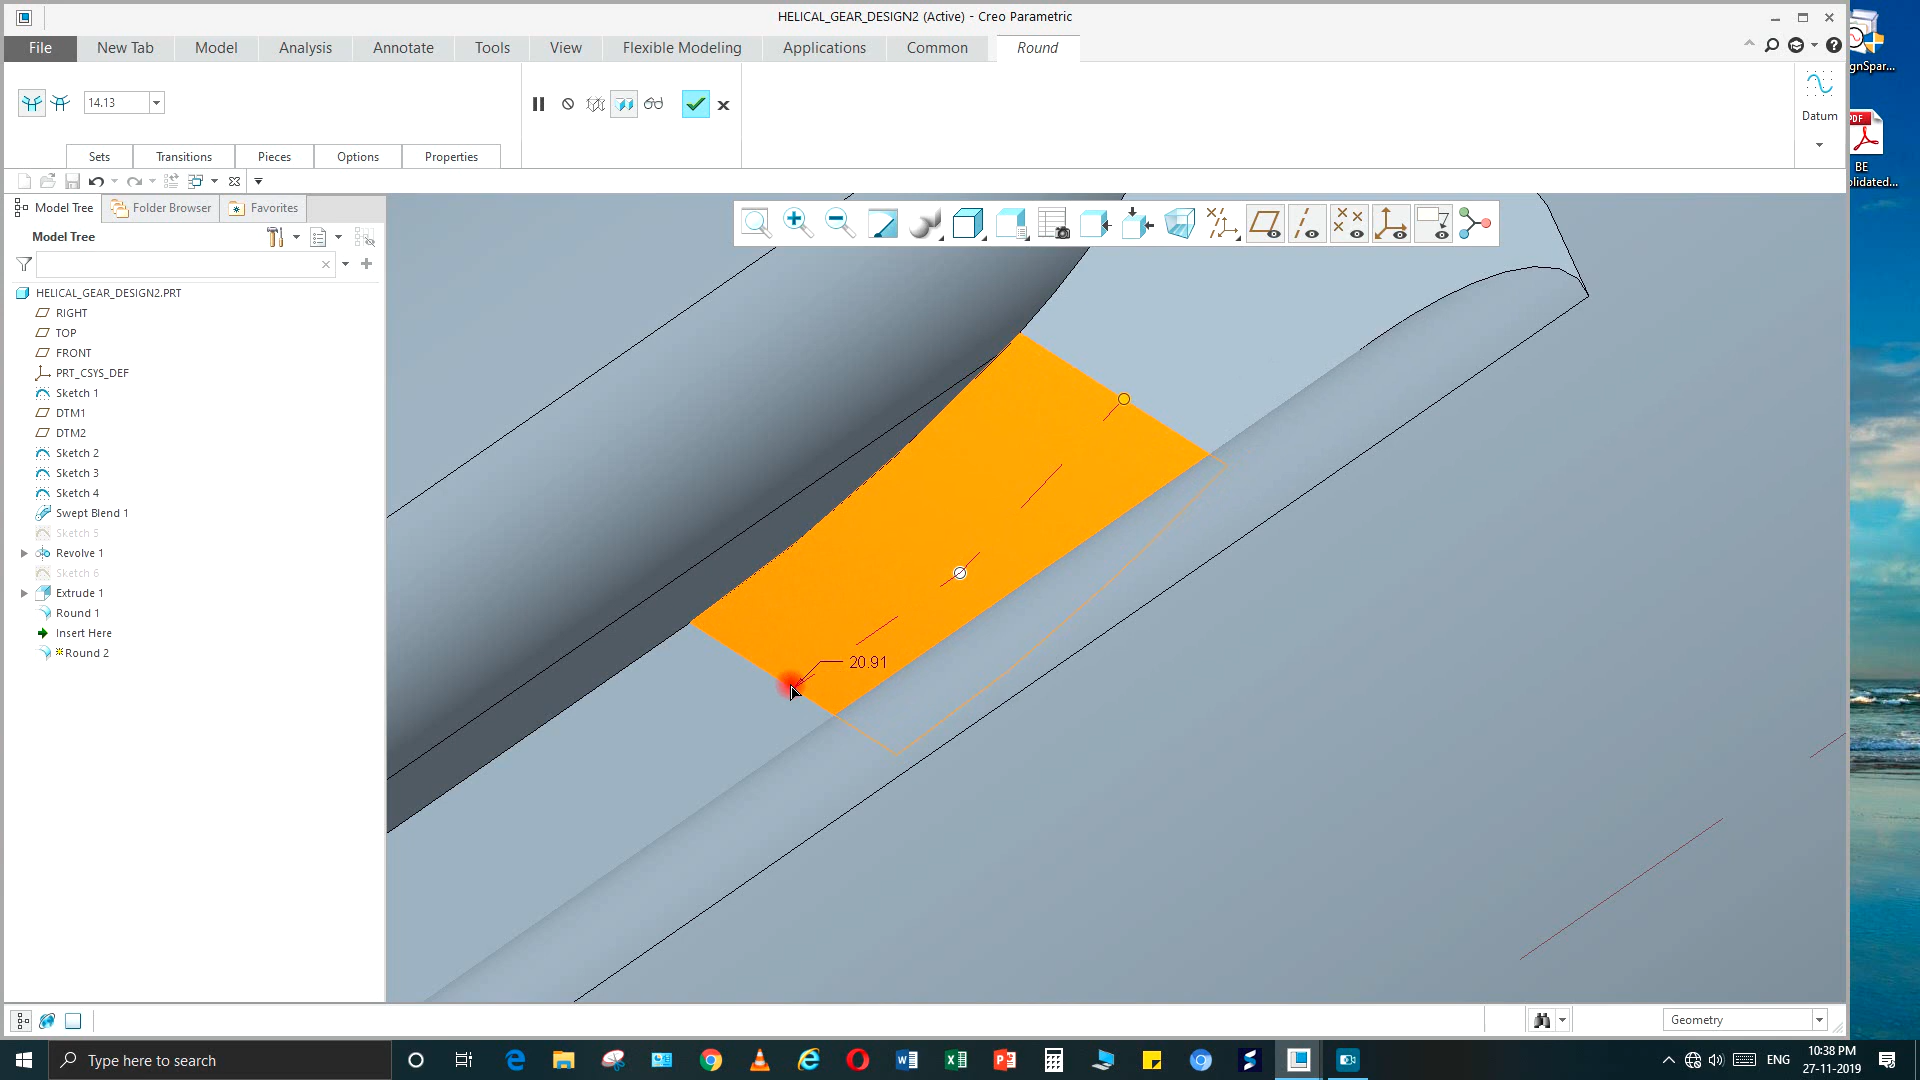 HELICAL_GEAR_DESIGN2 (Active) - Creo Parametric
File New Tab Model Analysis Annotate Tools View Flexible Modeling Applications Common Round
gnSpar...
14.13
Datum
Sets Transitions Pieces Options Properties
PDF
BE
olidated...
Model Tree Folder Browser Favorites
Model Tree
HELICAL_GEAR_DESIGN2.PRT
RIGHT
TOP
FRONT
PRT_CSYS_DEF
Sketch 1
DTM1
DTM2
Sketch 2
Sketch 3
Sketch 4
Swept Blend 1
Sketch 5
Revolve 1
Sketch 6
Extrude 1
Round 1
Insert Here
Round 2
20.91
Geometry
Type here to search
ENG
10:38 PM
27-11-2019